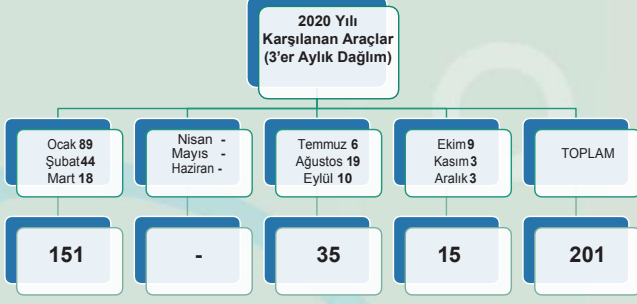 2020 Yılı
Karşılanan Araçlar
(3'er Aylık Dağlım)
Ocak 89
Şubat 44
Mart 18
Nisan -
Mayıs -
Haziran -
Temmuz 6
Ağustos 19
Eylül 10
Ekim 9
Kasım 3
Aralık 3
TOPLAM
151
-
35
15
201